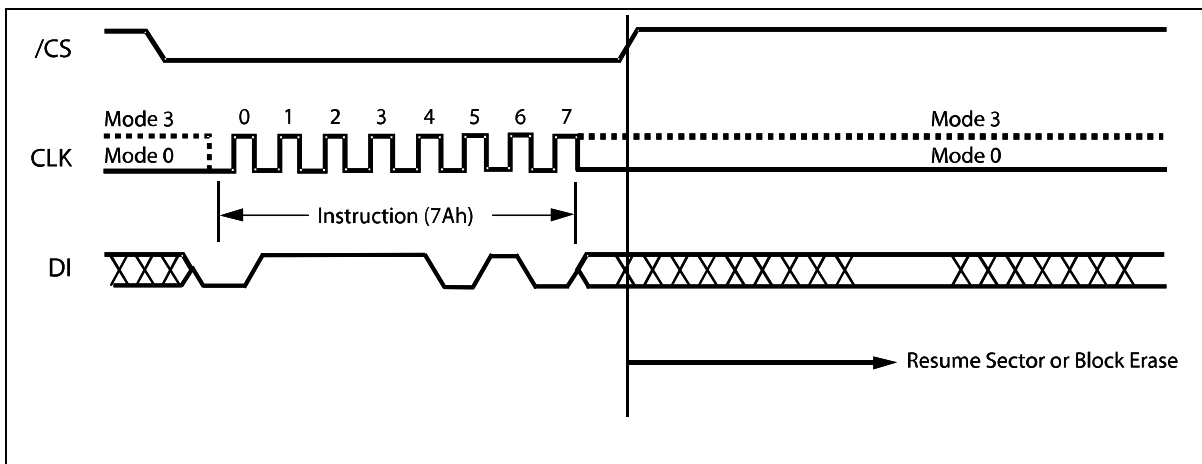 /CS
Mode 3
0 1 2 3 4 5 6 7
Mode 3
CLK
Mode 0
Mode 0
Instruction (7Ah)
DI
Resume Sector or Block Erase